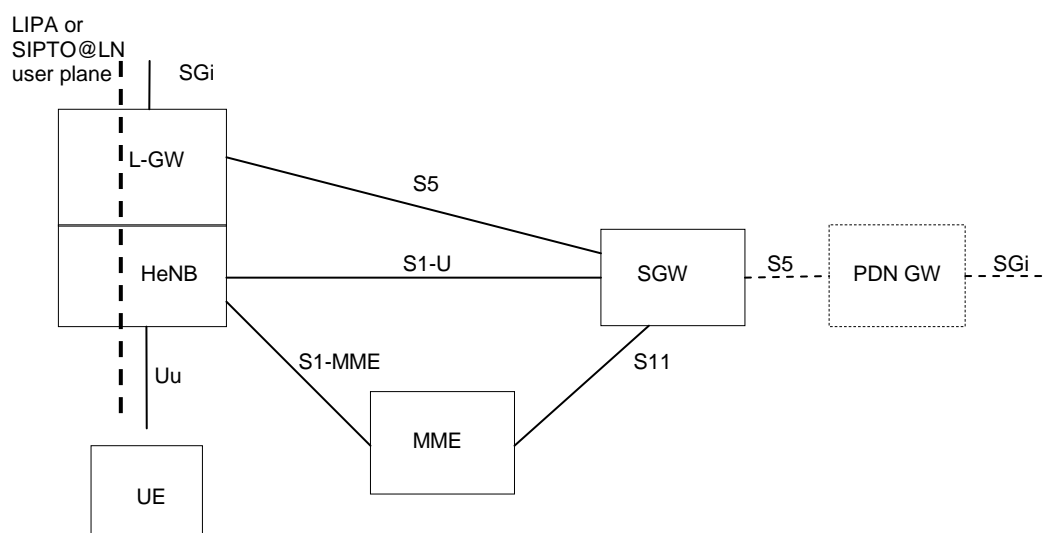 LIPA or
SIPTO@LN
user plane
SGi
L-GW
S5
HeNB
S1-U
SGW
S5
PDN GW
SGi
Uu
S1-MME
S11
MME
UE